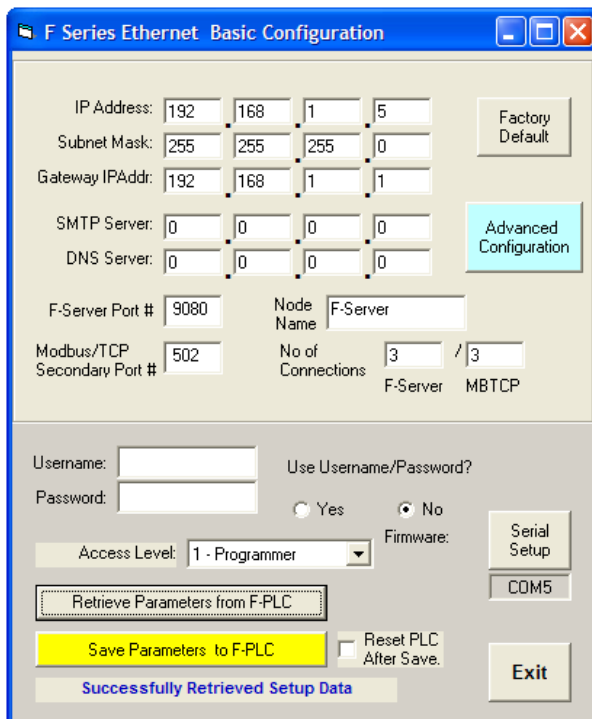 F Series Ethernet Basic Configuration
IP Address: 192 . 168 . 1 . 5
Factory
Default
Subnet Mask: 255 . 255 . 255 . 0
Gateway IPAddr: 192 . 168 . 1 . 1
SMTP Server: 0 . 0 . 0 . 0
Advanced
Configuration
DNS Server: 0 . 0 . 0 . 0
F-Server Port # 9080
Node
Name F-Server
Modbus/TCP
Secondary Port # 502
No of
Connections 3 / 3
F-Server MBTCP
Username:
Use Username/Password?
Password:
Yes No
Firmware:
Serial
Setup
Access Level: 1 - Programmer
COM5
Retrieve Parameters from F-PLC
Save Parameters to F-PLC
Reset PLC
After Save.
Exit
Successfully Retrieved Setup Data